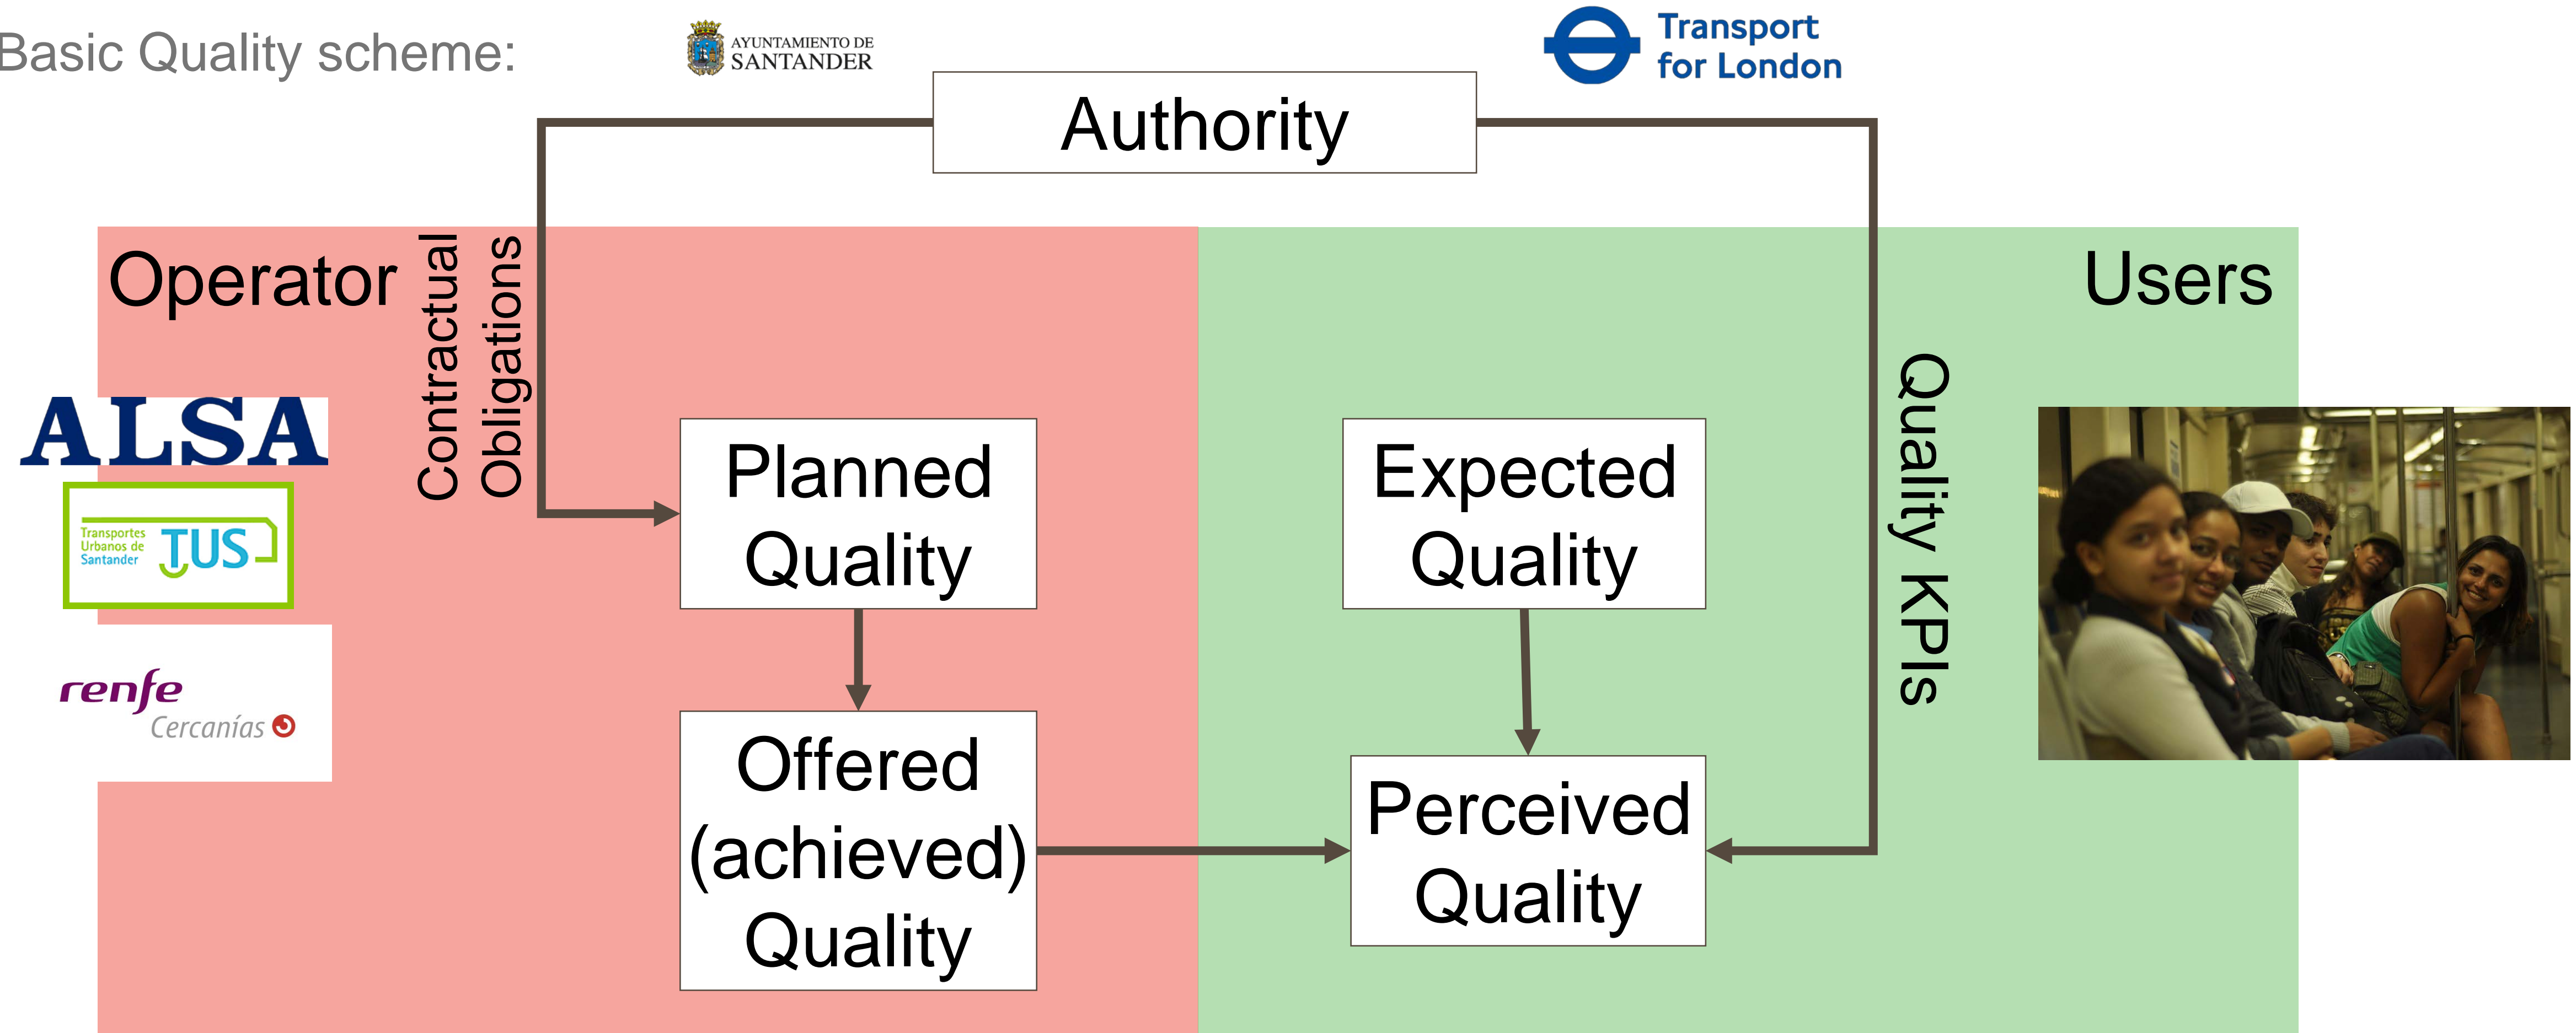 Basic Quality scheme:
AYUNTAMIENTO DE
SANTANDER
Transport
for London
Authority
Operator
Contractual
Obligations
Users
ALSA
Transportes
Urbanos de
Santander
TUS
renfe
Cercanías
Planned
Quality
Expected
Quality
Quality KPIs
Offered
(achieved)
Quality
Perceived
Quality